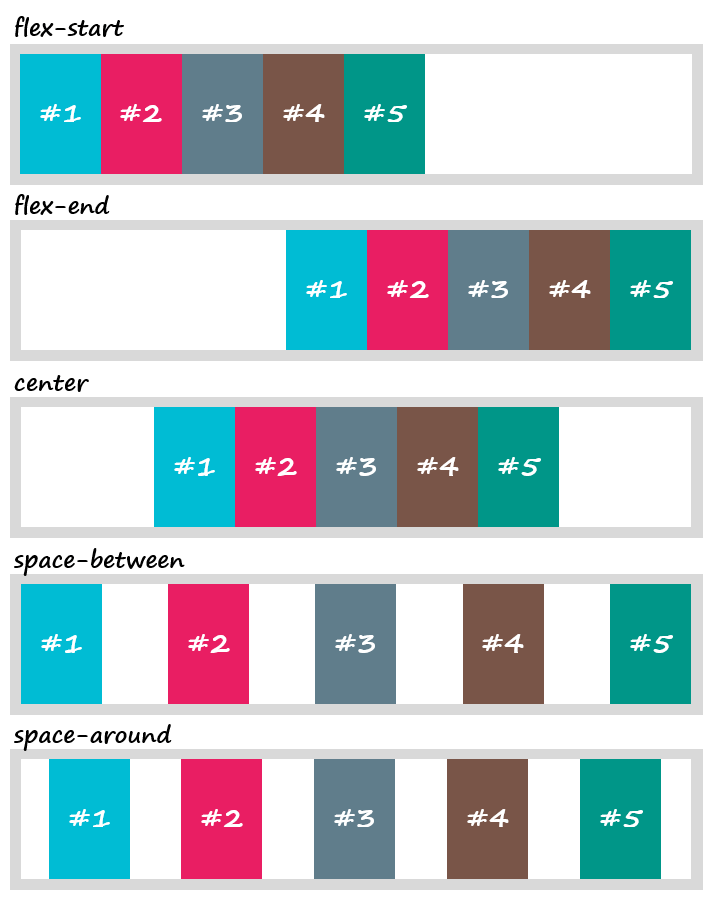 flex-start
#1 #2 #3 #4 #5
flex-end
#1 #2 #3 #4 #5
center
#1 #2 #3 #4 #5
space-between
#1 #2 #3 #4 #5
space-around
#1 #2 #3 #4 #5